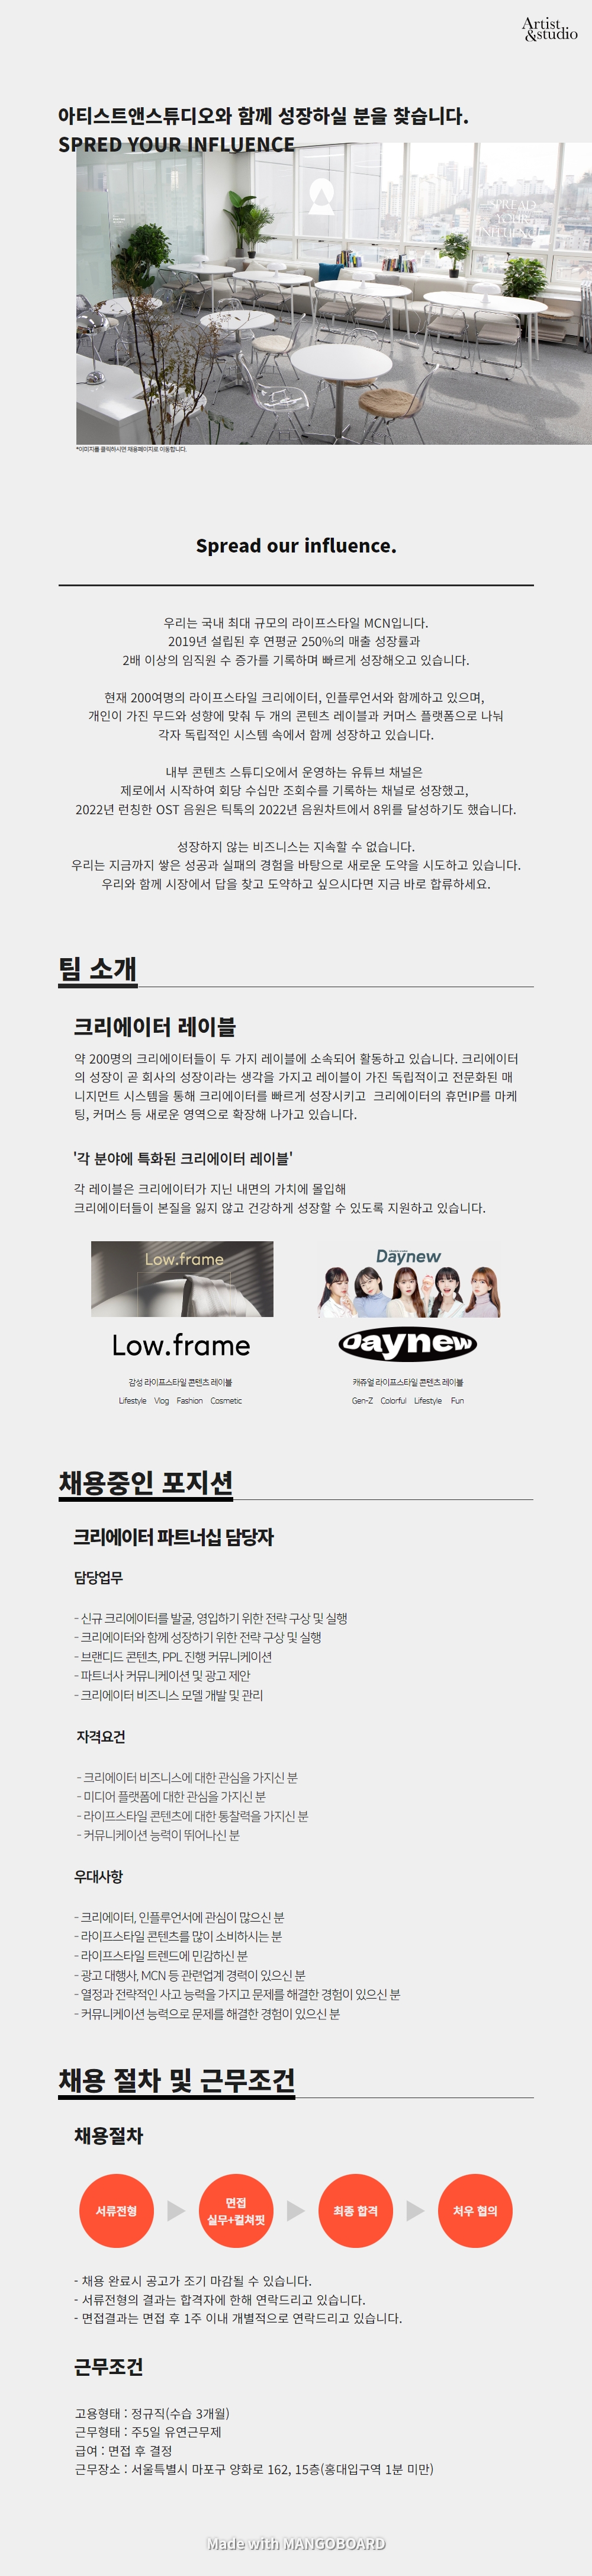 Artist
&studio
아티스트앤스튜디오와 함께 성장하실 분을 찾습니다.
SPRED YOUR INFLUENCE
SPREAD
YOUR
INFLUENCE
*이미지를 클릭하시면 채용페이지로 이동합니다.
Spread our influence.
우리는 국내 최대 규모의 라이프스타일 MCN입니다.
2019년 설립된 후 연평균 250%의 매출 성장률과
2배 이상의 임직원 수 증가를 기록하며 빠르게 성장해오고 있습니다.
현재 200여명의 라이프스타일 크리에이터, 인플루언서와 함께하고 있으며,
개인이 가진 무드와 성향에 맞춰 두 개의 콘텐츠 레이블과 커머스 플랫폼으로 나눠
각자 독립적인 시스템 속에서 함께 성장하고 있습니다.
내부 콘텐츠 스튜디오에서 운영하는 유튜브 채널은
제로에서 시작하여 회당 수십만 조회수를 기록하는 채널로 성장했고,
2022년 런칭한 OST 음원은 틱톡의 2022년 음원차트에서 8위를 달성하기도 했습니다.
성장하지 않는 비즈니스는 지속할 수 없습니다.
우리는 지금까지 쌓은 성공과 실패의 경험을 바탕으로 새로운 도약을 시도하고 있습니다.
우리와 함께 시장에서 답을 찾고 도약하고 싶으시다면 지금 바로 합류하세요.
팀 소개
크리에이터 레이블
약 200명의 크리에이터들이 두 가지 레이블에 소속되어 활동하고 있습니다. 크리에이터
의 성장이 곧 회사의 성장이라는 생각을 가지고 레이블이 가진 독립적이고 전문화된 매
니지먼트 시스템을 통해 크리에이터를 빠르게 성장시키고 크리에이터의 휴먼IP를 마케
팅, 커머스 등 새로운 영역으로 확장해 나가고 있습니다.
'각 분야에 특화된 크리에이터 레이블'
각 레이블은 크리에이터가 지닌 내면의 가치에 몰입해
크리에이터들이 본질을 잃지 않고 건강하게 성장할 수 있도록 지원하고 있습니다.
Low.frame
Daynew
Low.frame
Daynew
감성 라이프스타일 콘텐츠 레이블
캐쥬얼 라이프스타일 콘텐츠 레이블
Lifestyle Vlog Fashion Cosmetic
Gen-Z Colorful Lifestyle Fun
채용중인 포지션
크리에이터 파트너십 담당자
담당업무
- 신규 크리에이터를 발굴, 영입하기 위한 전략 구상 및 실행
- 크리에이터와 함께 성장하기 위한 전략 구상 및 실행
- 브랜디드 콘텐츠, PPL 진행 커뮤니케이션
- 파트너사 커뮤니케이션 및 광고 제안
- 크리에이터 비즈니스 모델 개발 및 관리
자격요건
- 크리에이터 비즈니스에 대한 관심을 가지신 분
- 미디어 플랫폼에 대한 관심을 가지신 분
- 라이프스타일 콘텐츠에 대한 통찰력을 가지신 분
- 커뮤니케이션 능력이 뛰어나신 분
우대사항
- 크리에이터, 인플루언서에 관심이 많으신 분
- 라이프스타일 콘텐츠를 많이 소비하시는 분
- 라이프스타일 트렌드에 민감하신 분
- 광고 대행사, MCN 등 관련업계 경력이 있으신 분
- 열정과 전략적인 사고 능력을 가지고 문제를 해결한 경험이 있으신 분
- 커뮤니케이션 능력으로 문제를 해결한 경험이 있으신 분
채용 절차 및 근무조건
채용절차
서류전형
면접
실무+컬쳐핏
최종 합격
처우 협의
- 채용 완료시 공고가 조기 마감될 수 있습니다.
- 서류전형의 결과는 합격자에 한해 연락드리고 있습니다.
- 면접결과는 면접 후 1주 이내 개별적으로 연락드리고 있습니다.
근무조건
고용형태 : 정규직(수습 3개월)
근무형태 : 주5일 유연근무제
급여 : 면접 후 결정
근무장소 : 서울특별시 마포구 양화로 162, 15층(홍대입구역 1분 미만)
Made with MANGOBOARD